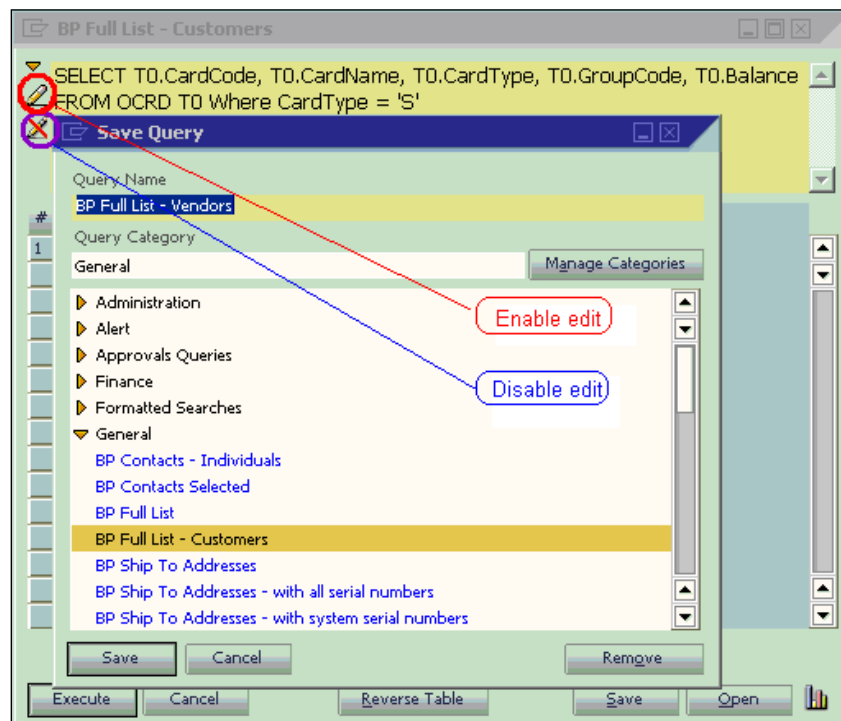 BP Full List - Customers
SELECT T0.CardCode, T0.CardName, T0.CardType, T0.GroupCode, T0.Balance
FROM OCRD T0 Where CardType = 'S'
Save Query
Query Name
BP Full List - Vendors
#
Query Category
1
General
Manage Categories
Administration
Alert
Enable edit
Approvals Queries
Finance
Disable edit
Formatted Searches
General
BP Contacts - Individuals
BP Contacts Selected
BP Full List
BP Full List - Customers
BP Ship To Addresses
BP Ship To Addresses - with all serial numbers
BP Ship To Addresses - with system serial numbers
Save Cancel Remove
Execute Cancel Reverse Table Save Open